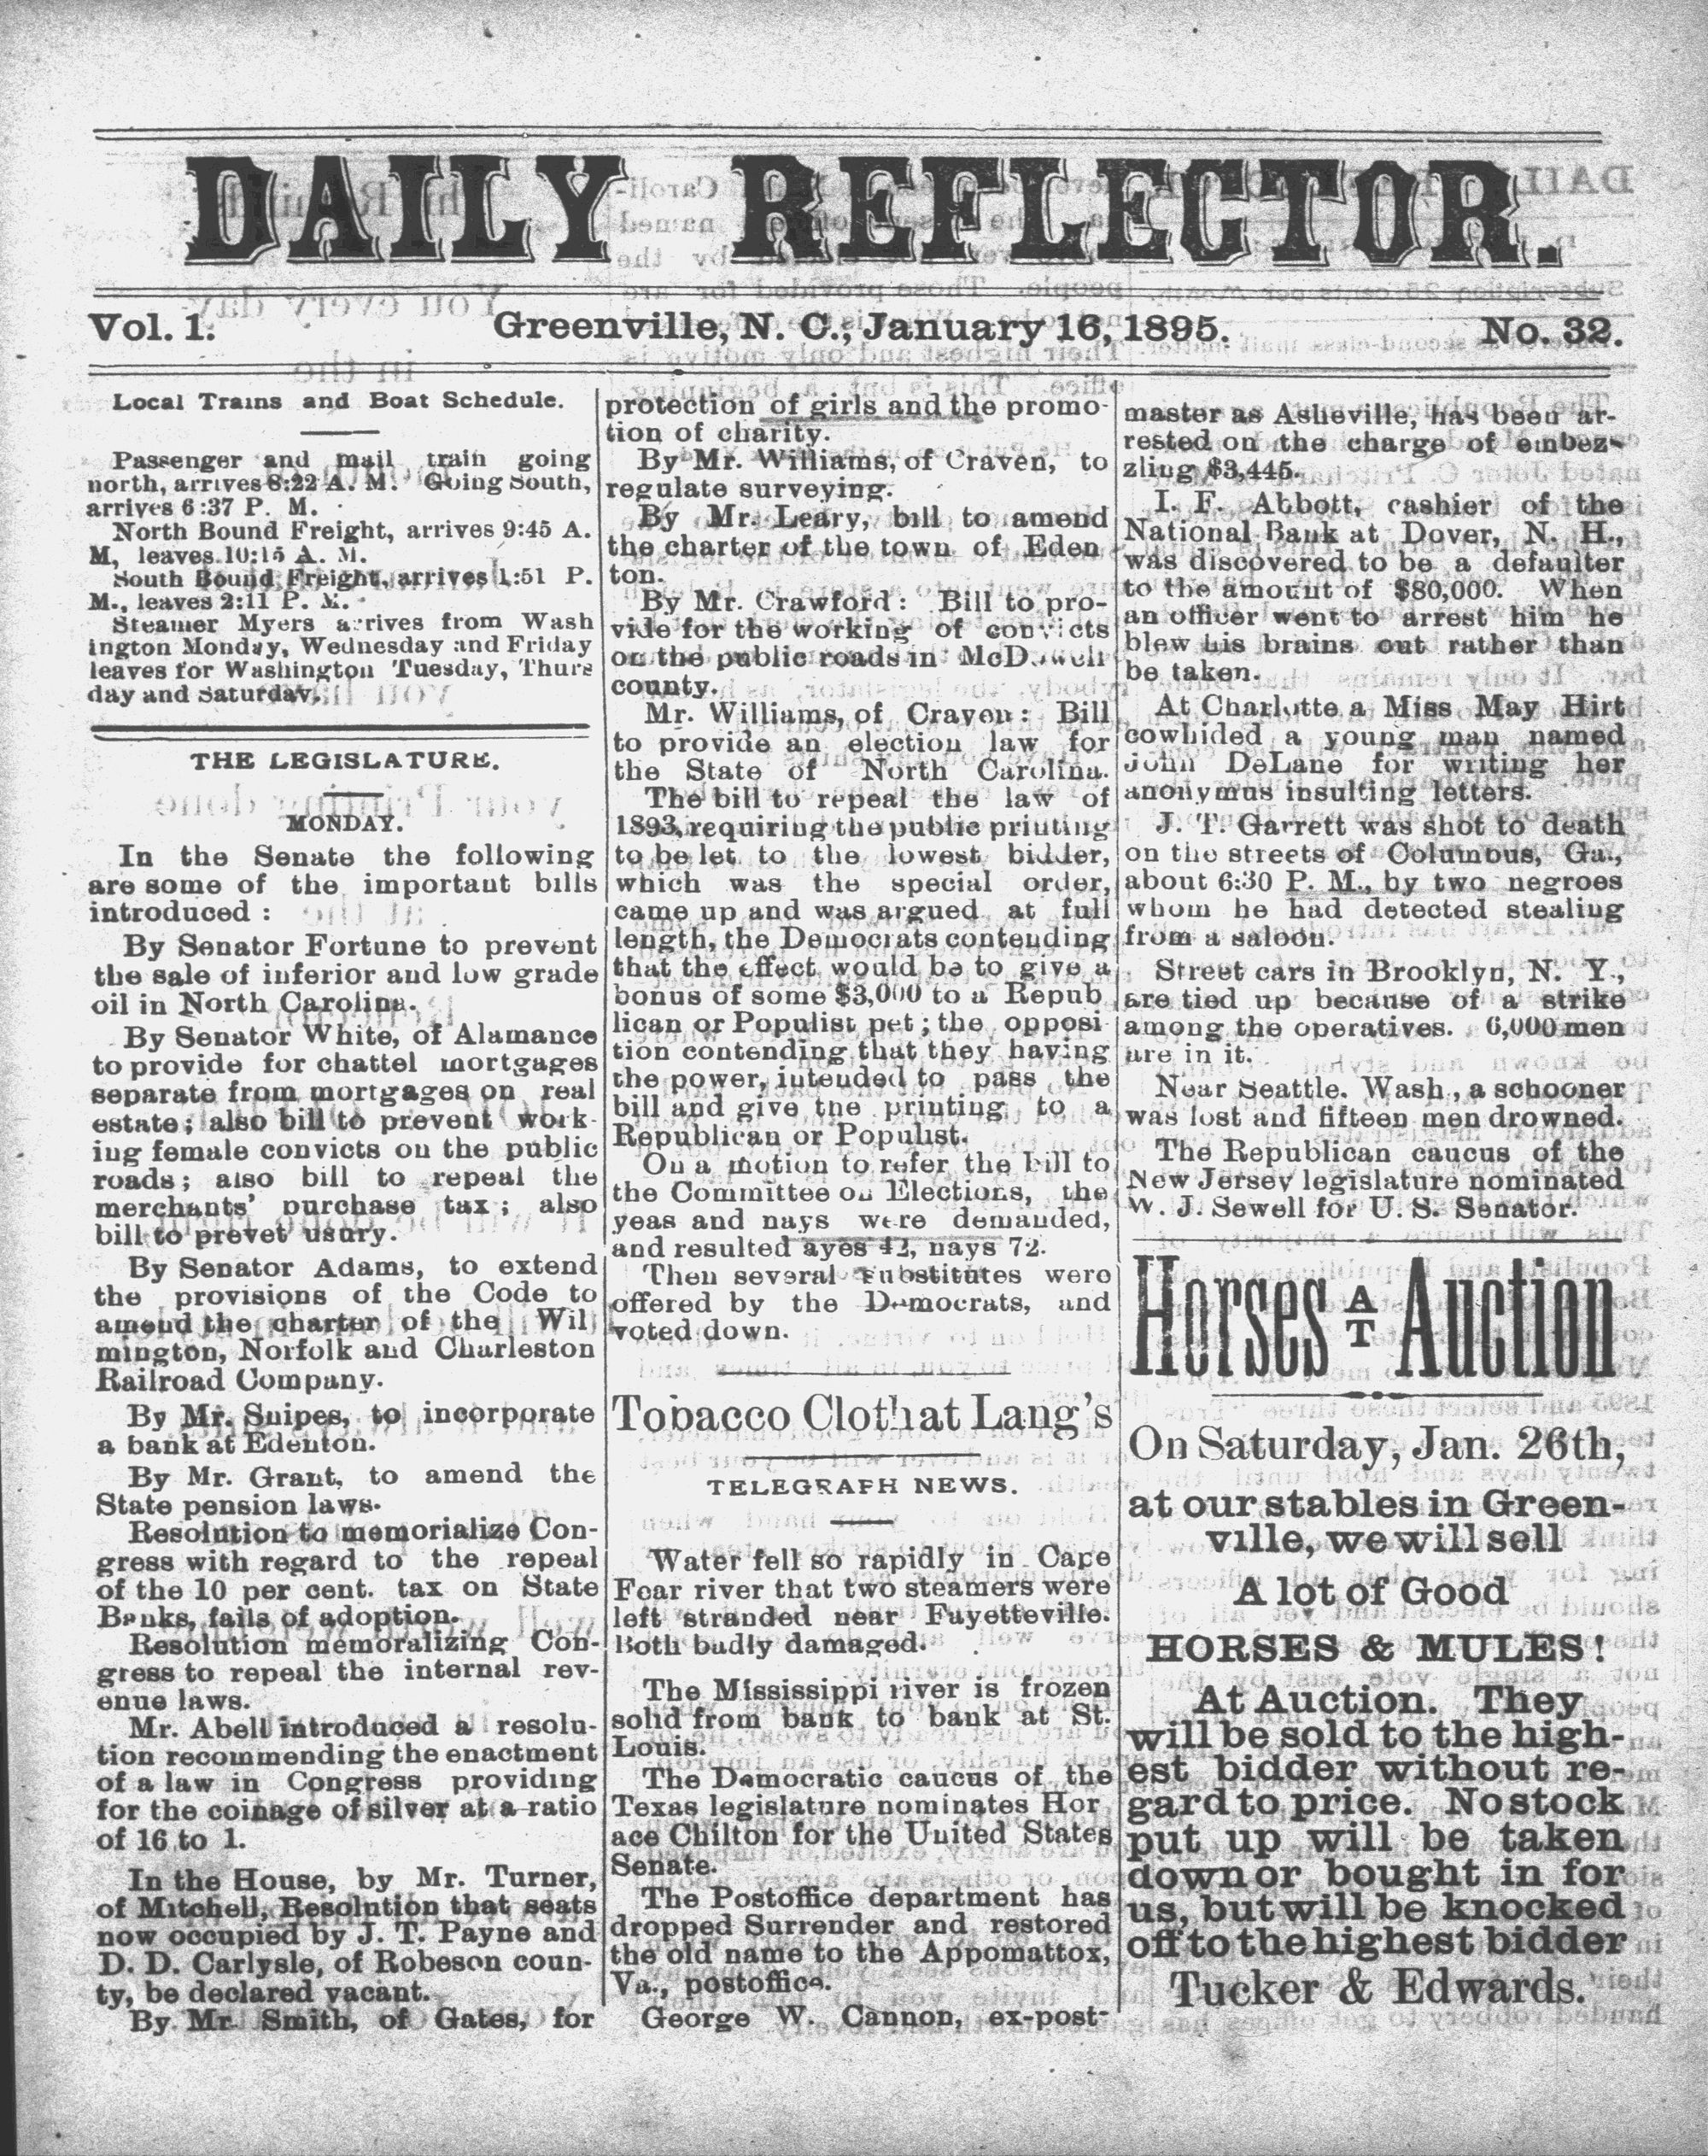 DAILY REFLECTOR.
Vol. 1. Greenville, N. C., January 16, 1895. No. 32.
Local Trains and Boat Schedule.
Passenger and mail train going
north, arrives 8:22 A. M. Going South,
arrives 6:37 P. M.
North Bound Freight, arrives 9:45 A.
M, leaves 10:15 A. M.
South Bound Freight, arrives 1:51 P.
M., leaves 2:11 P. M.
Steamer Myers arrives from Wash
ington Monday, Wednesday and Friday
leaves for Washington Tuesday, Thurs
day and Saturday.
THE LEGISLATURE.
MONDAY.
In the Senate the following
are some of the important bills
introduced :
By Senator Fortune to prevent
the sale of inferior and low grade
oil in North Carolina.
By Senator White, of Alamance
to provide for chattel mortgages
separate from mortgages on real
estate; also bill to prevent work-
ing female convicts on the public
roads; also bill to repeal the
merchants' purchase tax; also
bill to prevet usury.
By Senator Adams, to extend
the provisions of the Code to
amend the charter of the Wil
mington, Norfolk and Charleston
Railroad Company.
By Mr. Snipes, to incorporate
a bank at Edenton.
By Mr. Grant, to amend the
State pension laws.
Resolution to memorialize Con-
gress with regard to the repeal
of the 10 per cent. tax on State
Banks, fails of adoption.
Resolution memoralizing Con-
gress to repeal the internal rev-
enue laws.
Mr. Abell introduced a resolu-
tion recommending the enactment
of a law in Congress providing
for the coinage of silver at a ratio
of 16 to 1.
In the House, by Mr. Turner,
of Mitchell, Resolution that seats
now occupied by J. T. Payne and
D. D. Carlysle, of Robeson coun-
ty, be declared vacant.
By Mr. Smith, of Gates, for
protection of girls and the promo-
tion of charity.
By Mr. Williams, of Craven, to
regulate surveying.
By Mr. Leary, bill to amend
the charter of the town of Eden
ton.
By Mr. Crawford: Bill to pro-
vide for the working of convicts
on the public roads in McDowell
county.
Mr. Williams, of Craven: Bill
to provide an election law for
the State of North Carolina.
The bill to repeal the law of
1893, requiring the public printing
to be let to the lowest bidder,
which was the special order,
came up and was argued at full
length, the Democrats contending
that the effect would be to give a
bonus of some $3,000 to a Repub
lican or Populist pet; the opposi-
tion contending that they having
the power, intended to pass the
bill and give the printing to a
Republican or Populist.
On a motion to refer the bill to
the Committee on Elections, the
yeas and nays were demanded,
and resulted ayes 42, nays 72.
Then several substitutes were
offered by the Democrats, and
voted down.
Tobacco Cloth at Lang's
TELEGRAPH NEWS.
Water fell so rapidly in Cape
Fear river that two steamers were
left stranded near Fayetteville.
Both badly damaged.
The Mississippi river is frozen
solid from bank to bank at St.
Louis.
The Democratic caucus of the
Texas legislature nominates Hor
ace Chilton for the United States
Senate.
The Postoffice department has
dropped Surrender and restored
the old name to the Appomattox,
Va., postoffice.
George W. Cannon, ex-post-
master as Asheville, has been ar-
rested on the charge of embez-
zling $3,445.
I. F. Abbott, cashier of the
National Bank at Dover, N. H.,
was discovered to be a defaulter
to the amount of $80,000. When
an officer went to arrest him he
blew his brains out rather than
be taken.
At Charlotte a Miss May Hirt
cowhided a young man named
John DeLane for writing her
anonymus insulting letters.
J. T. Garrett was shot to death
on the streets of Columbus, Ga.,
about 6:30 P. M., by two negroes
whom he had detected stealing
from a saloon.
Street cars in Brooklyn, N. Y.,
are tied up because of a strike
among the operatives. 6,000 men
are in it.
Near Seattle. Wash., a schooner
was lost and fifteen men drowned.
The Republican caucus of the
New Jersey legislature nominated
W. J. Sewell for U. S. Senator.
Horses AT Auction
On Saturday, Jan. 26th,
at our stables in Green-
ville, we will sell
A lot of Good
HORSES & MULES!
At Auction. They
will be sold to the high-
est bidder without re-
gard to price. No stock
put up will be taken
down or bought in for
us, but will be knocked
off to the highest bidder
Tucker & Edwards.